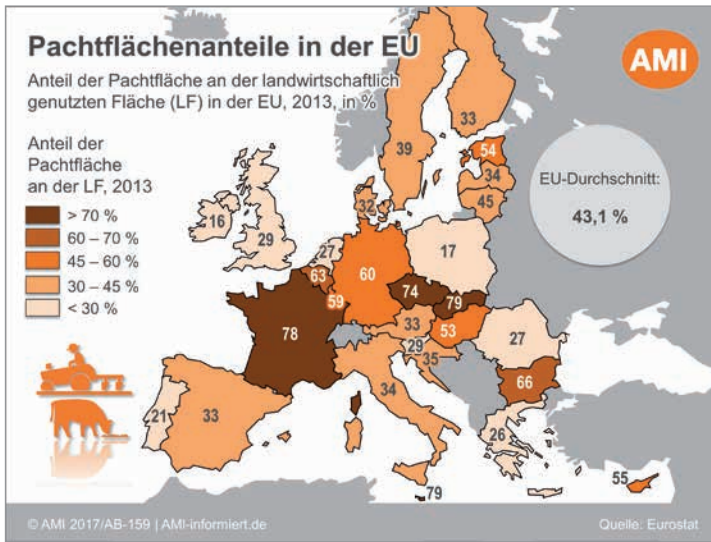 Pachtflächenanteile in der EU
AMI
Anteil der Pachtfläche an der landwirtschaftlich
genutzten Fläche (LF) in der EU, 2013, in %
Anteil der
Pachtfläche
an der LF, 2013
> 70 %
60 – 70 %
45 – 60 %
30 – 45 %
< 30 %
EU-Durchschnitt:
43,1 %
33
39
54
34
45
32
16
29
27
17
63
60
59
74
79
78
33
53
29
35
27
66
34
21
33
26
79
55
© AMI 2017/AB-159 | AMI-informiert.de
Quelle: Eurostat